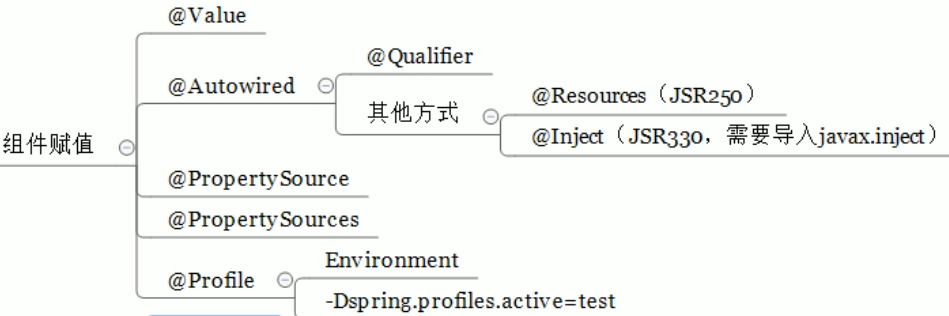 @Value
@Qualifier
@Autowired
其他方式
@Resources（JSR250）
@Inject（JSR330，需要导入javax.inject）
组件赋值
@PropertySource
@PropertySources
Environment
@Profile
-Dspring.profiles.active=test